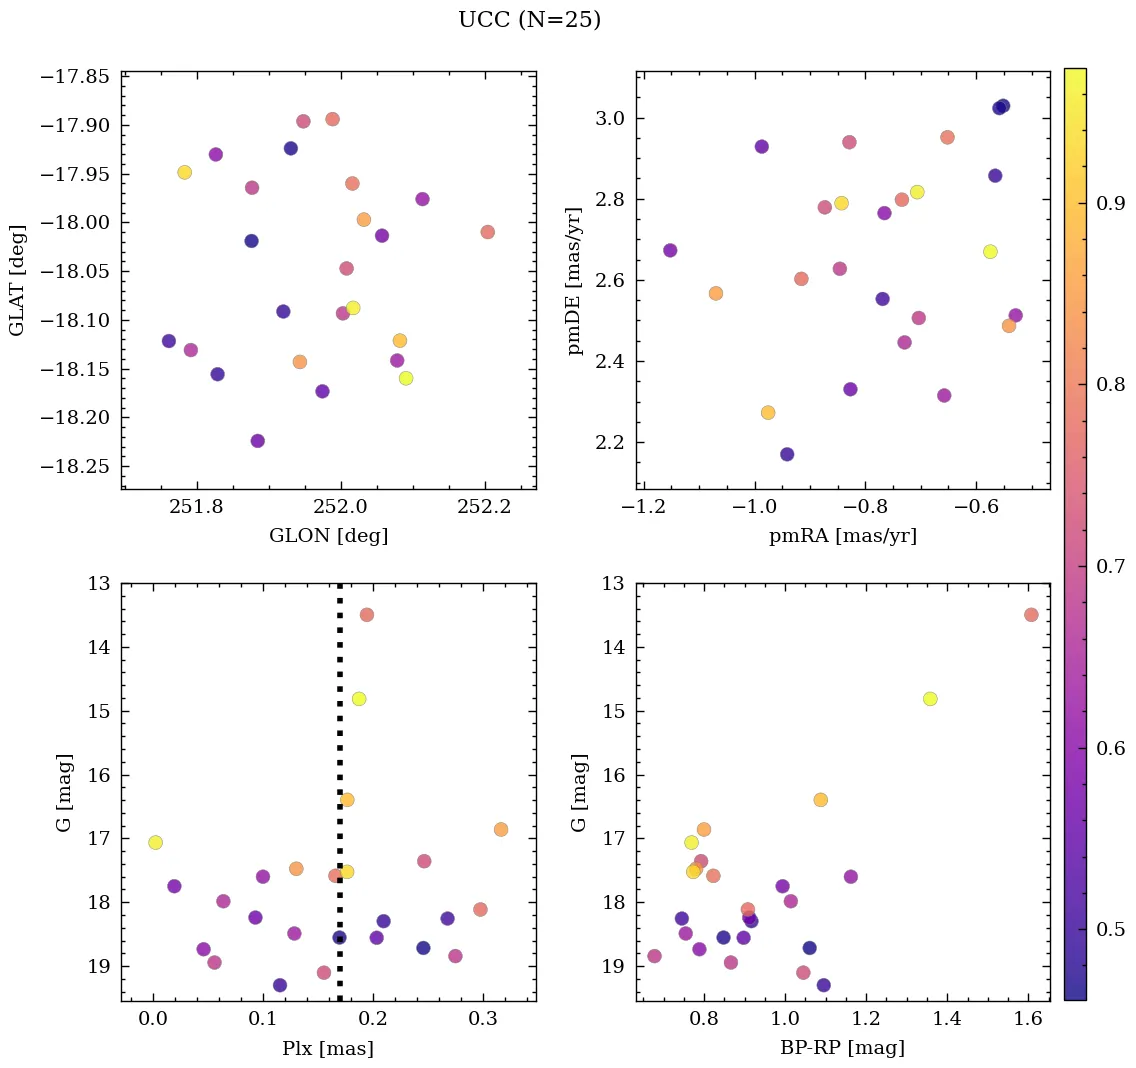 UCC (N=25)
−17.85
−17.90
−17.95
−18.00
−18.05
−18.10
−18.15
−18.20
−18.25
GLAT [deg]
251.8 252.0 252.2
GLON [deg]
3.0
2.8
2.6
2.4
2.2
pmDE [mas/yr]
−1.2 −1.0 −0.8 −0.6
pmRA [mas/yr]
13
14
15
16
17
18
19
G [mag]
0.0 0.1 0.2 0.3
Plx [mas]
13
14
15
16
17
18
19
G [mag]
0.8 1.0 1.2 1.4 1.6
BP-RP [mag]
0.9
0.8
0.7
0.6
0.5